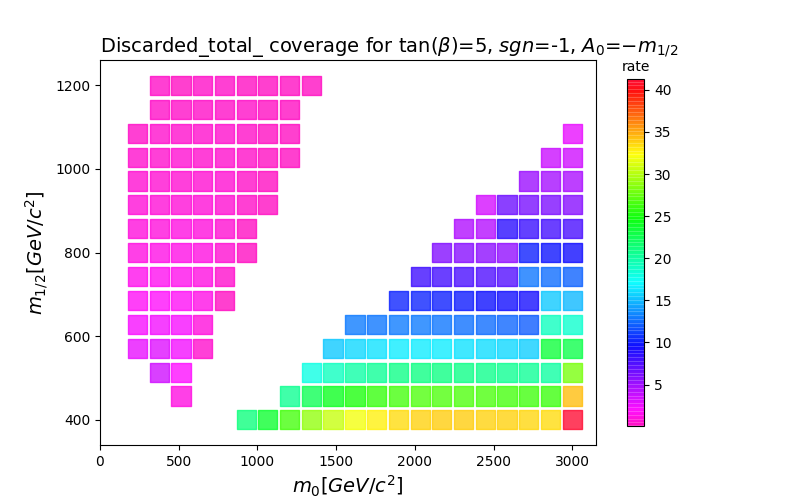 Discarded_total_ coverage for tan(β)=5, sgn=-1, A₀=−m₁/₂
rate
1200
1000
800
600
400
m₁/₂[GeV/c²]
0 500 1000 1500 2000 2500 3000
m₀[GeV/c²]
40
35
30
25
20
15
10
5